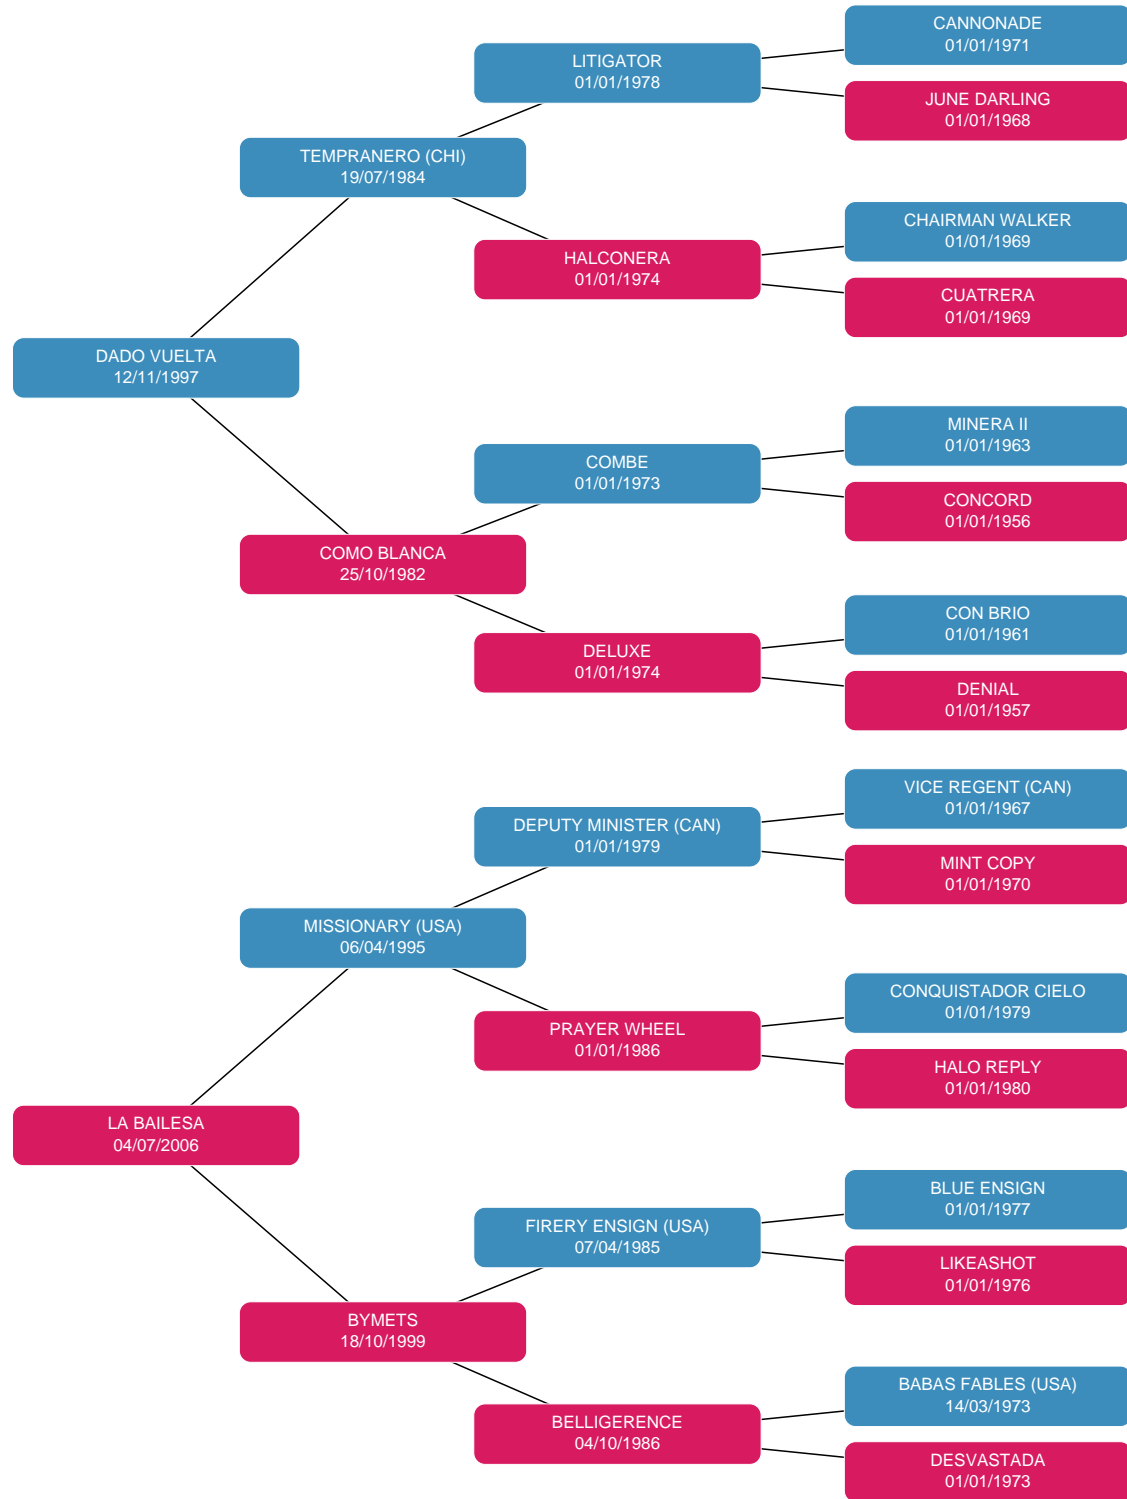 CANNONADE
01/01/1971
LITIGATOR
01/01/1978
JUNE DARLING
01/01/1968
TEMPRANERO (CHI)
19/07/1984
CHAIRMAN WALKER
01/01/1969
HALCONERA
01/01/1974
CUATRERA
01/01/1969
DADO VUELTA
12/11/1997
MINERA II
01/01/1963
COMBE
01/01/1973
CONCORD
01/01/1956
COMO BLANCA
25/10/1982
CON BRIO
01/01/1961
DELUXE
01/01/1974
DENIAL
01/01/1957
VICE REGENT (CAN)
01/01/1967
DEPUTY MINISTER (CAN)
01/01/1979
MINT COPY
01/01/1970
MISSIONARY (USA)
06/04/1995
CONQUISTADOR CIELO
01/01/1979
PRAYER WHEEL
01/01/1986
HALO REPLY
01/01/1980
LA BAILESA
04/07/2006
BLUE ENSIGN
01/01/1977
FIRERY ENSIGN (USA)
07/04/1985
LIKEASHOT
01/01/1976
BYMETS
18/10/1999
BABAS FABLES (USA)
14/03/1973
BELLIGERENCE
04/10/1986
DESVASTADA
01/01/1973